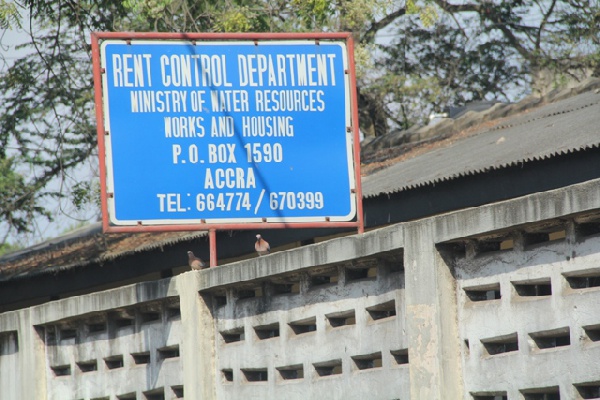 RENT CONTROL DEPARTMENT
MINISTRY OF WATER RESOURCES
WORKS AND HOUSING
P.O. BOX 1590
ACCRA
TEL: 664774 / 670399